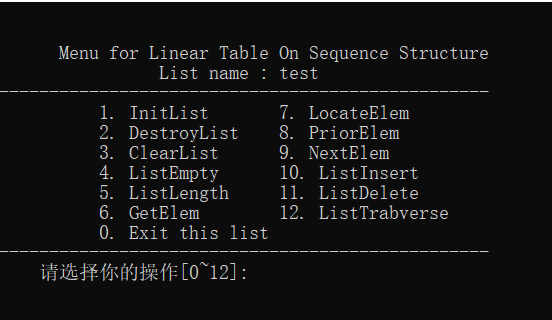 Menu for Linear Table On Sequence Structure
List name : test
-------------------------------------------------
1. InitList 7. LocateElem
2. DestroyList 8. PriorElem
3. ClearList 9. NextElem
4. ListEmpty 10. ListInsert
5. ListLength 11. ListDelete
6. GetElem 12. ListTrabverse
0. Exit this list
-------------------------------------------------
请选择你的操作[0~12]: